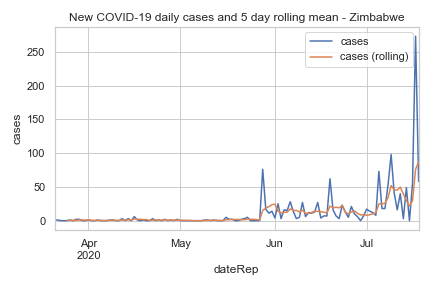 New COVID-19 daily cases and 5 day rolling mean - Zimbabwe
cases
cases (rolling)
250
200
150
100
50
0
cases
Apr
2020
May
Jun
Jul
dateRep